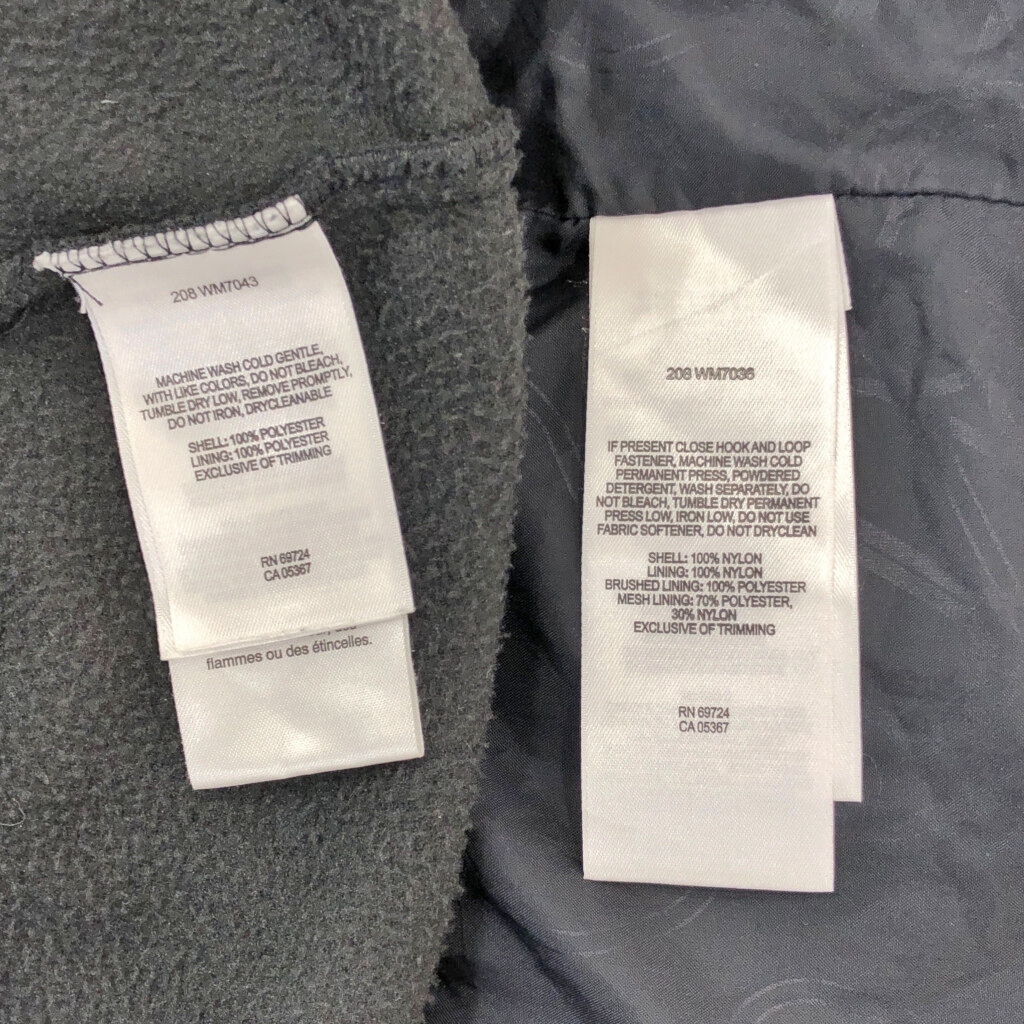 208 WM7043
MACHINE WASH COLD GENTLE,
WITH LIKE COLORS, DO NOT BLEACH,
TUMBLE DRY LOW, REMOVE PROMPTLY,
DO NOT IRON, DRYCLEANABLE
SHELL: 100% POLYESTER
LINING: 100% POLYESTER
EXCLUSIVE OF TRIMMING
RN 69724
CA 05367
flammes ou des étincelles.
208 WM7036
IF PRESENT CLOSE HOOK AND LOOP
FASTENER, MACHINE WASH COLD
PERMANENT PRESS, POWDERED
DETERGENT, WASH SEPARATELY, DO
NOT BLEACH, TUMBLE DRY PERMANENT
PRESS LOW, IRON LOW, DO NOT USE
FABRIC SOFTENER, DO NOT DRYCLEAN
SHELL: 100% NYLON
LINING: 100% NYLON
BRUSHED LINING: 100% POLYESTER
MESH LINING: 70% POLYESTER,
30% NYLON
EXCLUSIVE OF TRIMMING
RN 69724
CA 05367